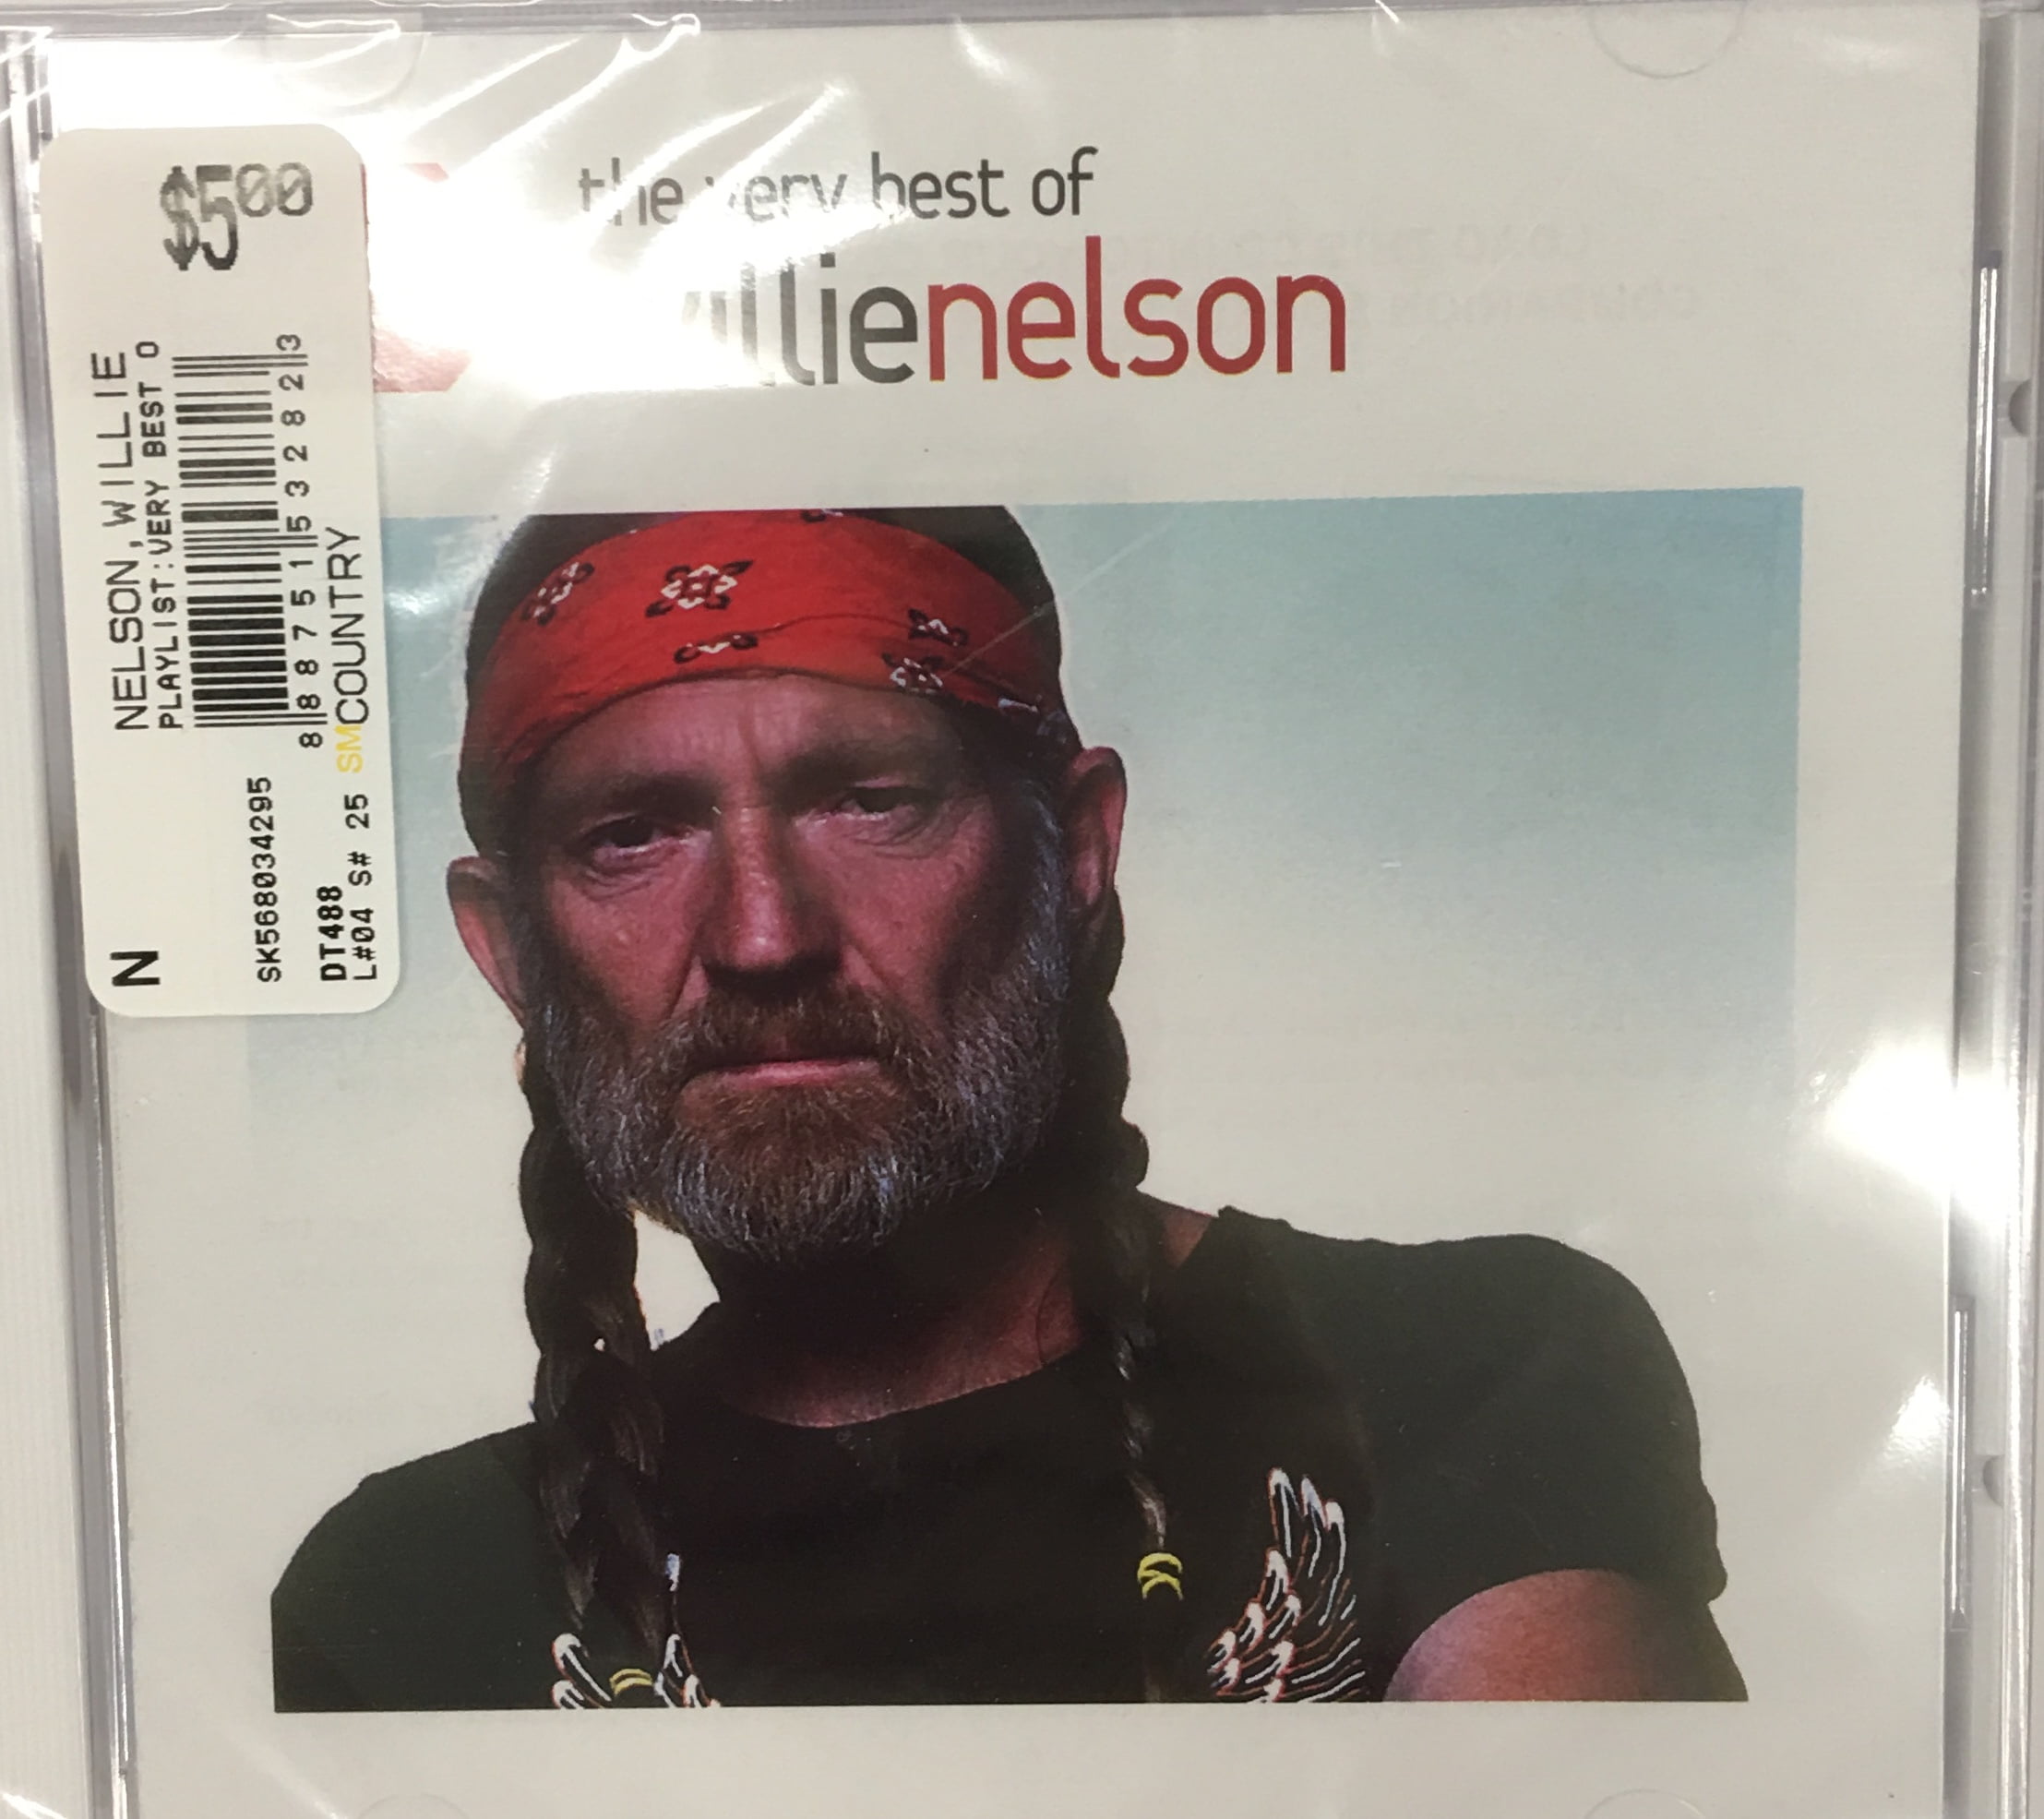 $5.00
NELSON,WILLIE
PLAYLIST:VERY BEST O
8 88751 53282 3
SMCOUNTRY
N
SK568034295
DT488
L#04 S# 25
the very best of
willienelson